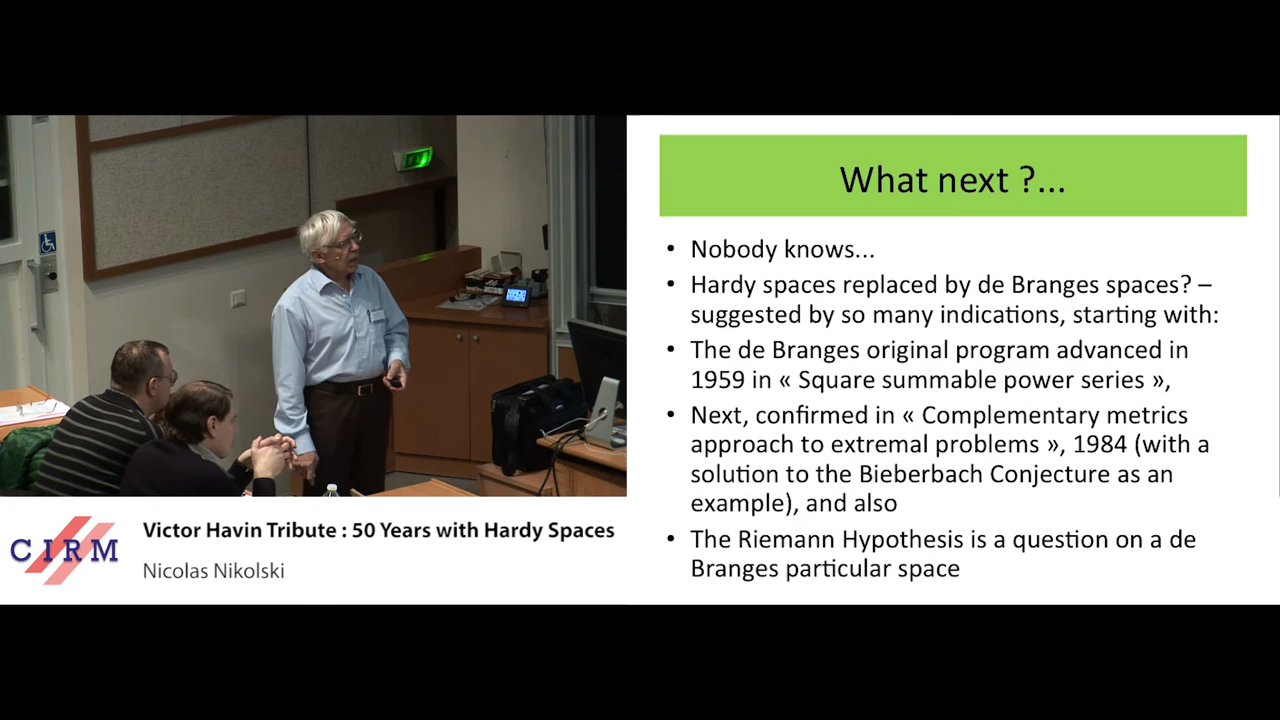 What next ?...
• Nobody knows...
• Hardy spaces replaced by de Branges spaces? –
suggested by so many indications, starting with:
• The de Branges original program advanced in
1959 in « Square summable power series »,
• Next, confirmed in « Complementary metrics
approach to extremal problems », 1984 (with a
solution to the Bieberbach Conjecture as an
example), and also
• The Riemann Hypothesis is a question on a de
Branges particular space
CIRM
Victor Havin Tribute : 50 Years with Hardy Spaces
Nicolas Nikolski